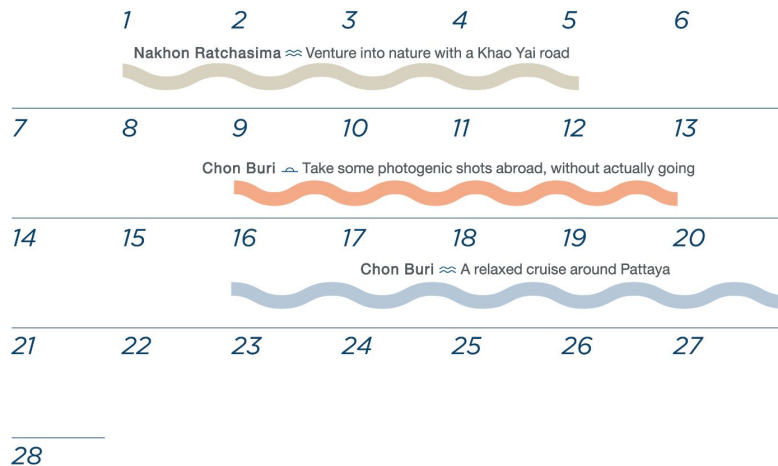 1 2 3 4 5 6
Nakhon Ratchasima Venture into nature with a Khao Yai road
7 8 9 10 11 12 13
Chon Buri Take some photogenic shots abroad, without actually going
14 15 16 17 18 19 20
Chon Buri A relaxed cruise around Pattaya
21 22 23 24 25 26 27
28